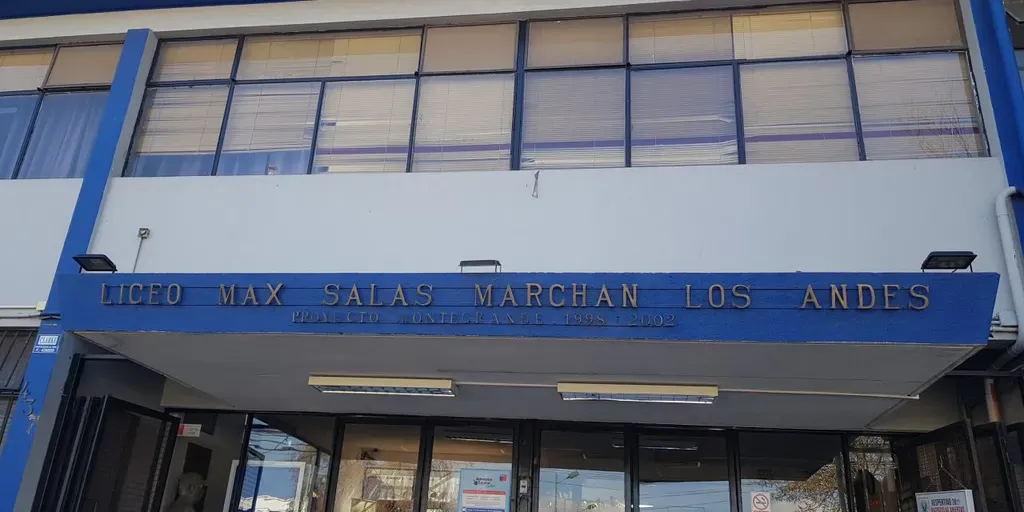 LICEO MAX SALAS MARCHAN LOS ANDES
PROYECTO MONTEGRANDE 1998 - 2002